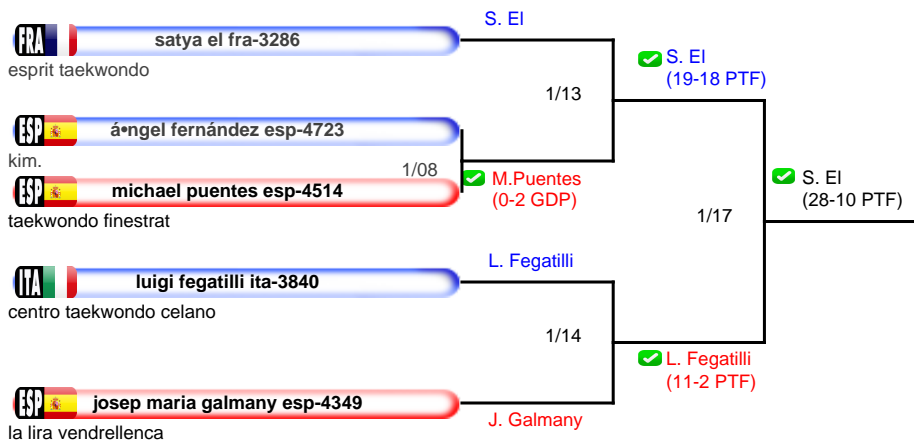 S. El
FRA satya el fra-3286
esprit taekwondo
S. El
(19-18 PTF)
1/13
ESP á•ngel fernández esp-4723
kim.
1/08
ESP michael puentes esp-4514
M.Puentes
(0-2 GDP)
taekwondo finestrat
S. El
(28-10 PTF)
1/17
L. Fegatilli
ITA luigi fegatilli ita-3840
centro taekwondo celano
1/14
L. Fegatilli
(11-2 PTF)
ESP josep maria galmany esp-4349
J. Galmany
la lira vendrellenca